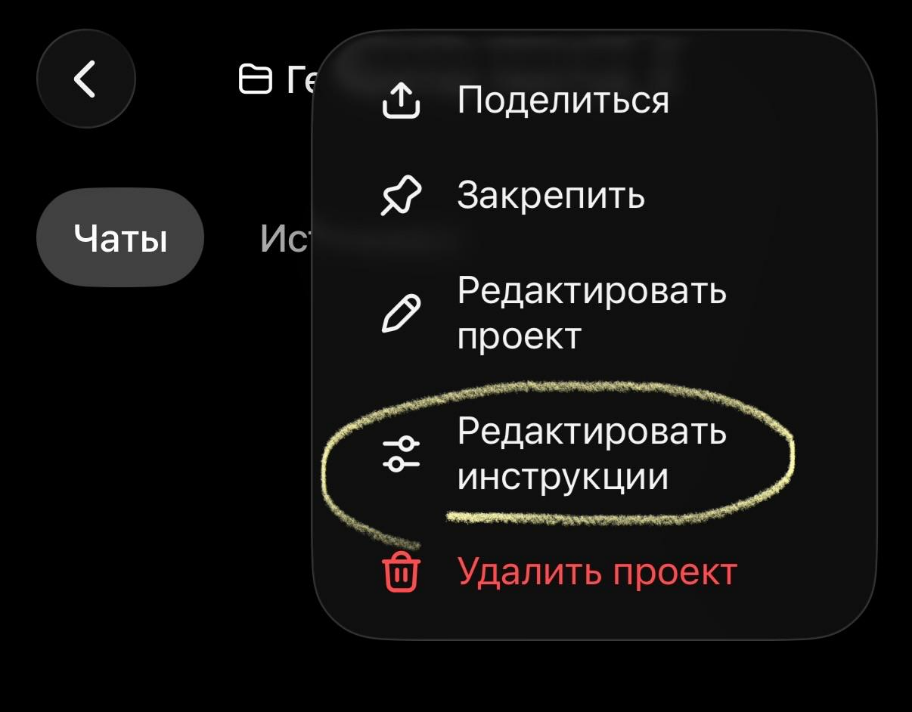 Поделиться
Чаты
Закрепить
Редактировать
проект
Редактировать
инструкции
Удалить проект